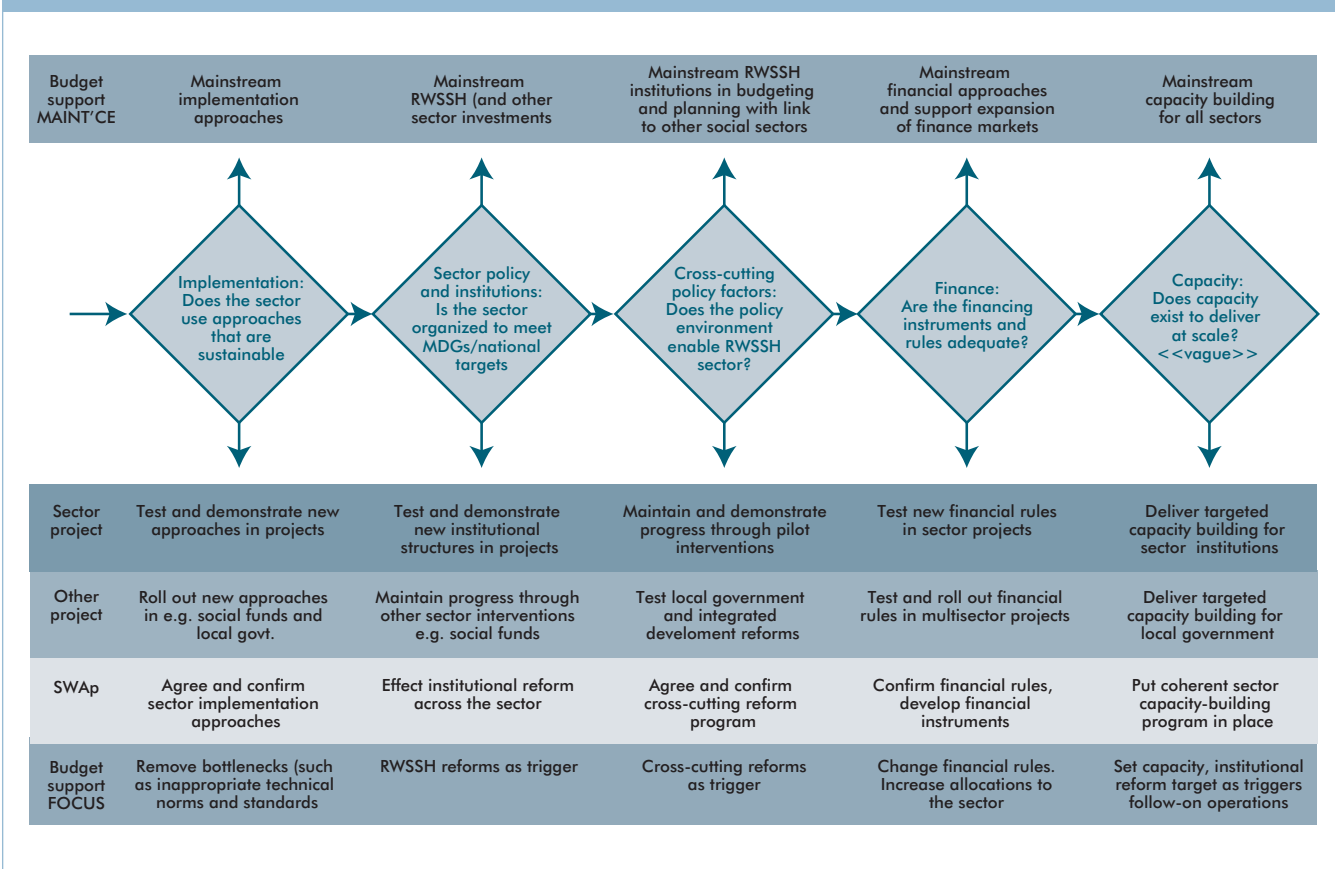 Budget
support
MAINT'CE
Mainstream
implementation
approaches
Mainstream
RWSSH (and other
sector investments
Mainstream RWSSH
institutions in budgeting
and planning with link
to other social sectors
Mainstream
financial approaches
and support expansion
of finance markets
Mainstream
capacity building
for all sectors
Implementation:
Does the sector
use approaches
that are
sustainable
Sector policy
and institutions:
Is the sector
organized to meet
MDGs/national
targets
Cross-cutting
policy factors:
Does the policy
environment
enable RWSSH
sector?
Finance:
Are the financing
instruments and
rules adequate?
Capacity:
Does capacity
exist to deliver
at scale?
<<vague>>
Sector
project
Test and demonstrate new
approaches in projects
Test and demonstrate
new institutional
structures in projects
Maintain and demonstrate
progress through pilot
interventions
Test new financial rules
in sector projects
Deliver targeted
capacity building for
sector institutions
Other
project
Roll out new approaches
in e.g. social funds and
local govt.
Maintain progress through
other sector interventions
e.g. social funds
Test local government
and integrated
develoment reforms
Test and roll out financial
rules in multisector projects
Deliver targeted
capacity building for
local government
SWAp
Agree and confirm
sector implementation
approaches
Effect institutional reform
across the sector
Agree and confirm
cross-cutting reform
program
Confirm financial rules,
develop financial
instruments
Put coherent sector
capacity-building
program in place
Budget
support
FOCUS
Remove bottlenecks (such
as inappropriate technical
norms and standards
RWSSH reforms as trigger
Cross-cutting reforms
as trigger
Change financial rules.
Increase allocations to
the sector
Set capacity, institutional
reform target as triggers
follow-on operations